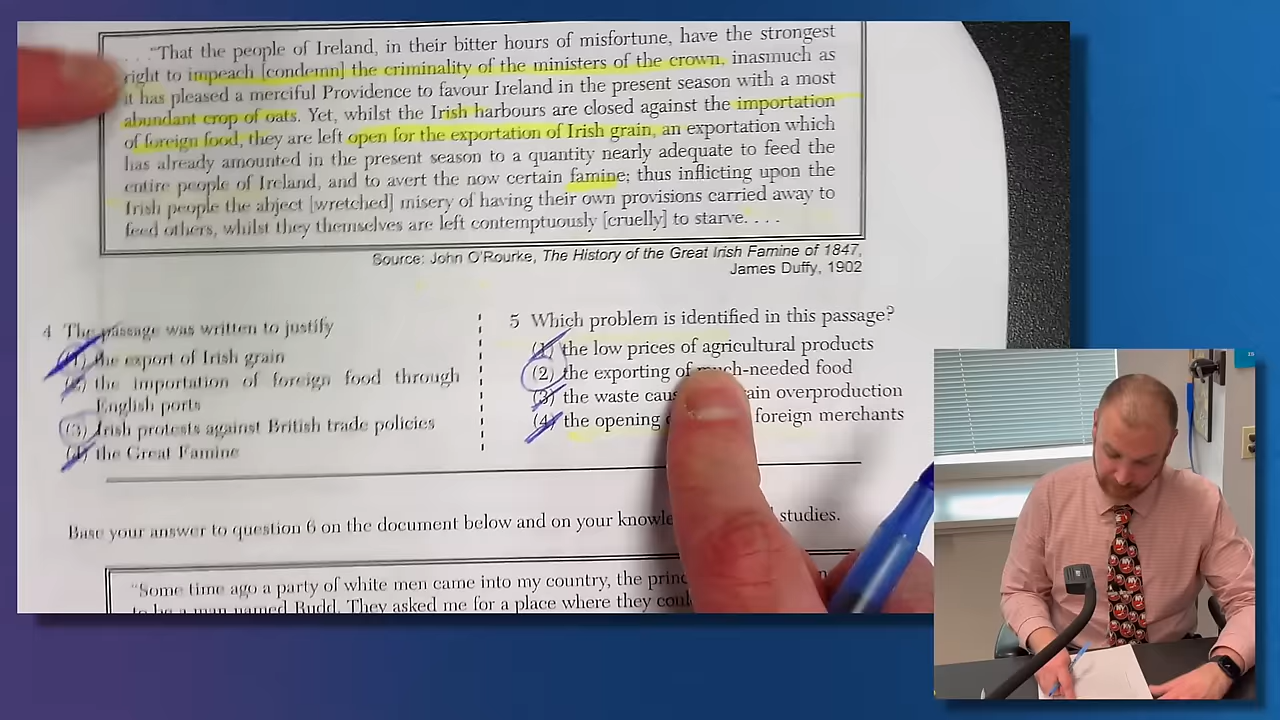 . . . "That the people of Ireland, in their bitter hours of misfortune, have the strongest
right to impeach [condemn] the criminality of the ministers of the crown, inasmuch as
it has pleased a merciful Providence to favour Ireland in the present season with a most
abundant crop of oats. Yet, whilst the Irish harbours are closed against the importation
of foreign food, they are left open for the exportation of Irish grain, an exportation which
has already amounted in the present season to a quantity nearly adequate to feed the
entire people of Ireland, and to avert the now certain famine; thus inflicting upon the
Irish people the abject [wretched] misery of having their own provisions carried away to
feed others, whilst they themselves are left contemptuously [cruelly] to starve. . . .
Source: John O'Rourke, The History of the Great Irish Famine of 1847,
James Duffy, 1902
4 The passage was written to justify
(1) the export of Irish grain
(2) the importation of foreign food through
English ports
(3) Irish protests against British trade policies
(4) the Great Famine
5 Which problem is identified in this passage?
(1) the low prices of agricultural products
(2) the exporting of much-needed food
(3) the waste overproduction
(4) the opening foreign merchants
Base your answer to question 6 on the document below and on your studies.
"Some time ago a party of white men came into my country, the
to be a man named Rudd. They asked me for a place where they